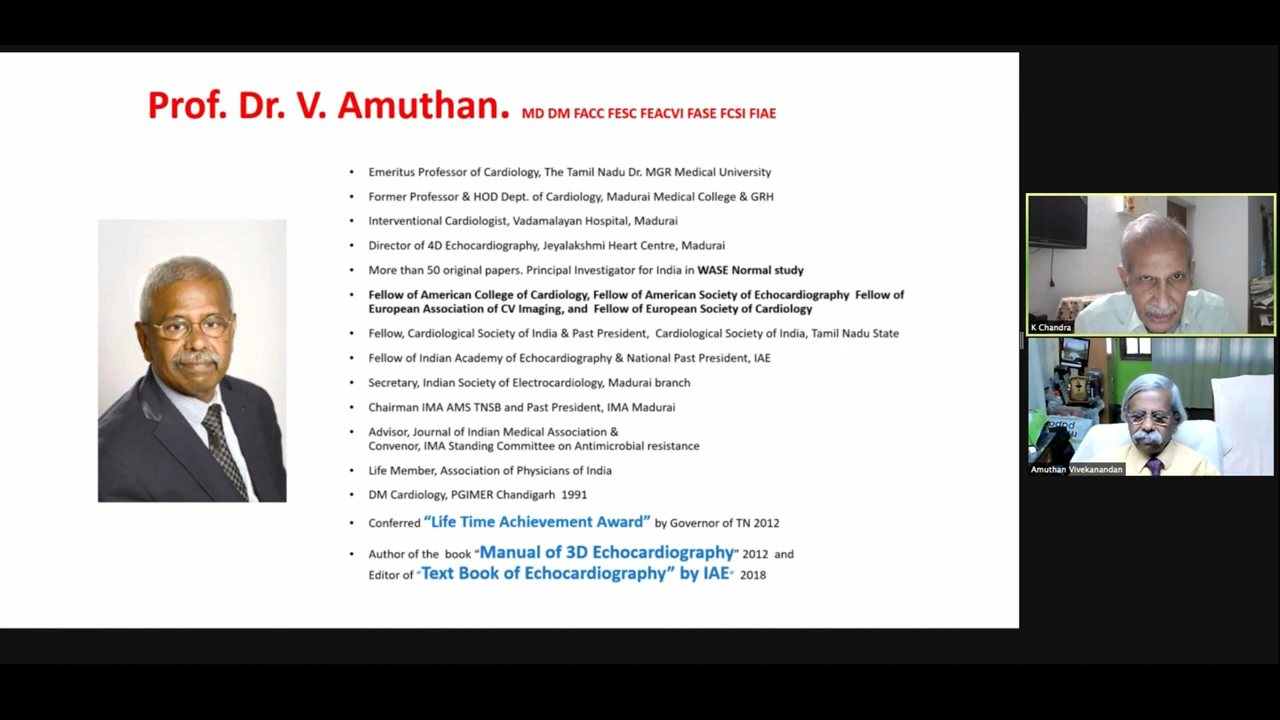 Prof. Dr. V. Amuthan. MD DM FACC FESC FEACVI FASE FCSI FIAE
• Emeritus Professor of Cardiology, The Tamil Nadu Dr. MGR Medical University
• Former Professor & HOD Dept. of Cardiology, Madurai Medical College & GRH
• Interventional Cardiologist, Vadamalayan Hospital, Madurai
• Director of 4D Echocardiography, Jeyalakshmi Heart Centre, Madurai
• More than 50 original papers. Principal Investigator for India in WASE Normal study
• Fellow of American College of Cardiology, Fellow of American Society of Echocardiography Fellow of
European Association of CV Imaging, and Fellow of European Society of Cardiology
• Fellow, Cardiological Society of India & Past President, Cardiological Society of India, Tamil Nadu State
• Fellow of Indian Academy of Echocardiography & National Past President, IAE
• Secretary, Indian Society of Electrocardiology, Madurai branch
• Chairman IMA AMS TNSB and Past President, IMA Madurai
• Advisor, Journal of Indian Medical Association &
Convenor, IMA Standing Committee on Antimicrobial resistance
• Life Member, Association of Physicians of India
• DM Cardiology, PGIMER Chandigarh 1991
• Conferred “Life Time Achievement Award” by Governor of TN 2012
• Author of the book “Manual of 3D Echocardiography” 2012 and
Editor of “Text Book of Echocardiography” by IAE” 2018
K Chandra
Amuthan Vivekanandan